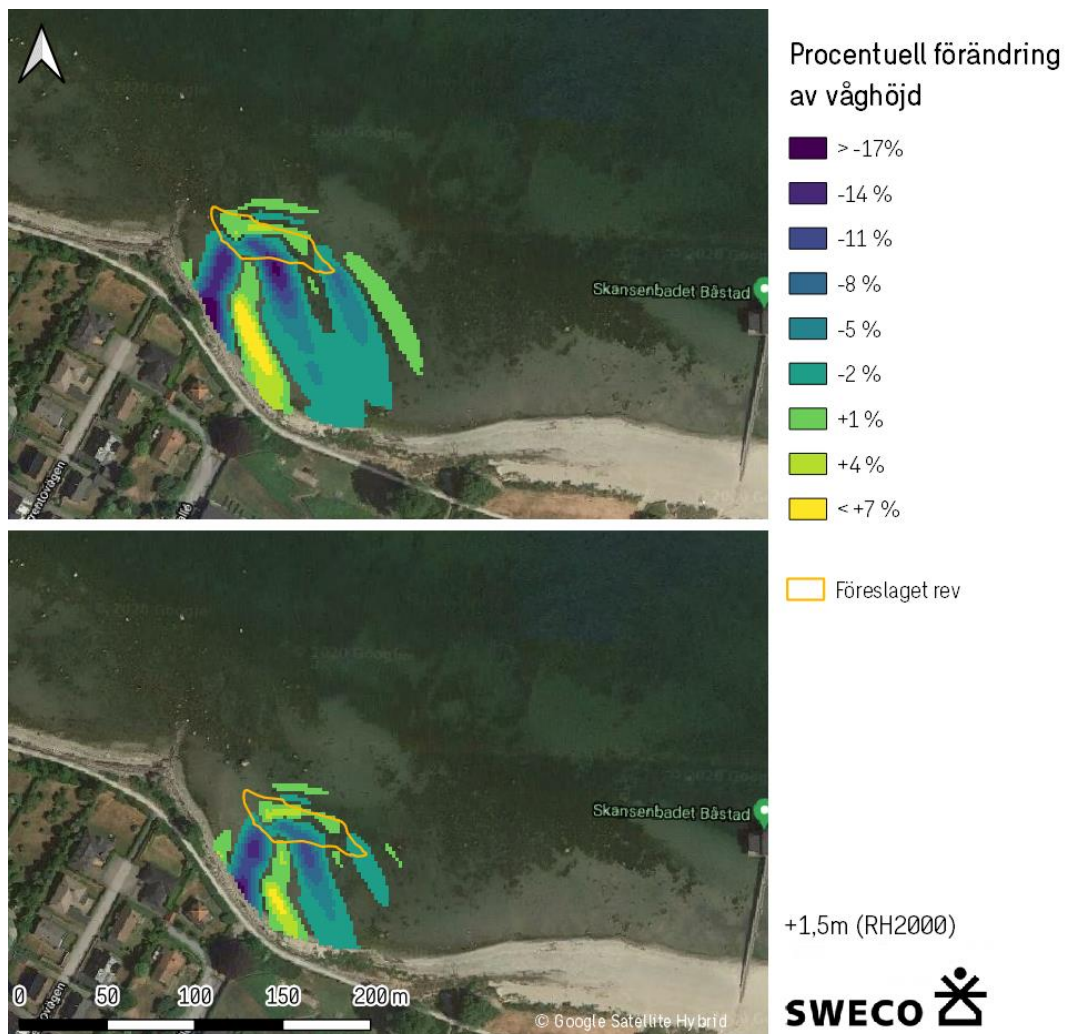 Procentuell förändring
av våghöjd
> -17%
-14 %
-11 %
-8 %
-5 %
-2 %
+1 %
+4 %
< +7 %
Föreslaget rev
Skansenbadet Båstad
Skansenbadet Båstad
+1,5m (RH2000)
0 50 100 150 200 m
© Google Satellite Hybrid
SWECO